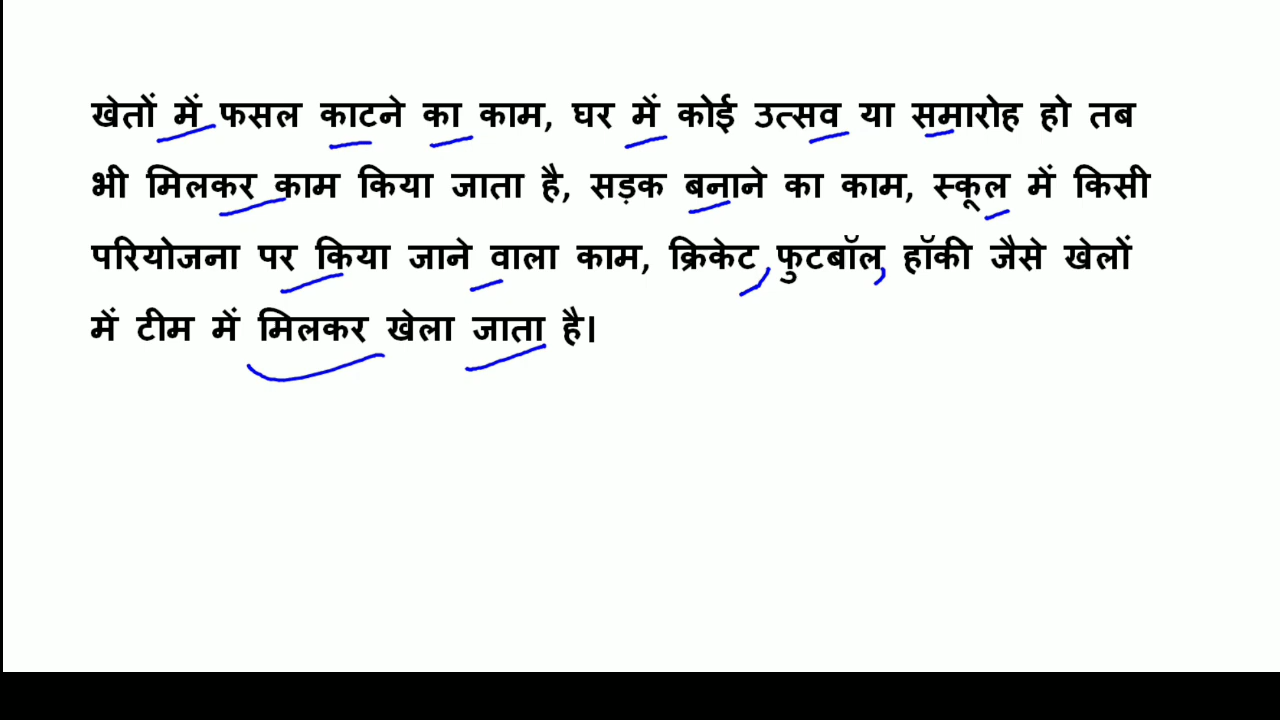 खेतों में फसल काटने का काम, घर में कोई उत्सव या समारोह हो तब
भी मिलकर काम किया जाता है, सड़क बनाने का काम, स्कूल में किसी
परियोजना पर किया जाने वाला काम, क्रिकेट, फुटबॉल, हॉकी जैसे खेलों
में टीम में मिलकर खेला जाता है।